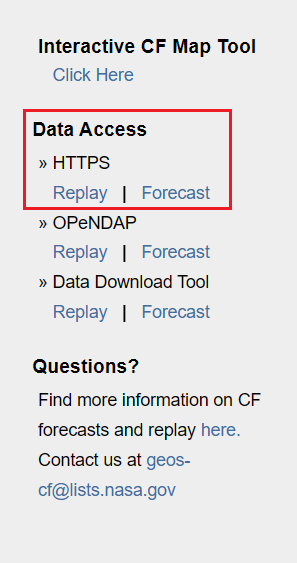 Interactive CF Map Tool
Click Here
Data Access
» HTTPS
Replay | Forecast
» OPeNDAP
Replay | Forecast
» Data Download Tool
Replay | Forecast
Questions?
Find more information on CF
forecasts and replay here.
Contact us at geos-
cf@lists.nasa.gov